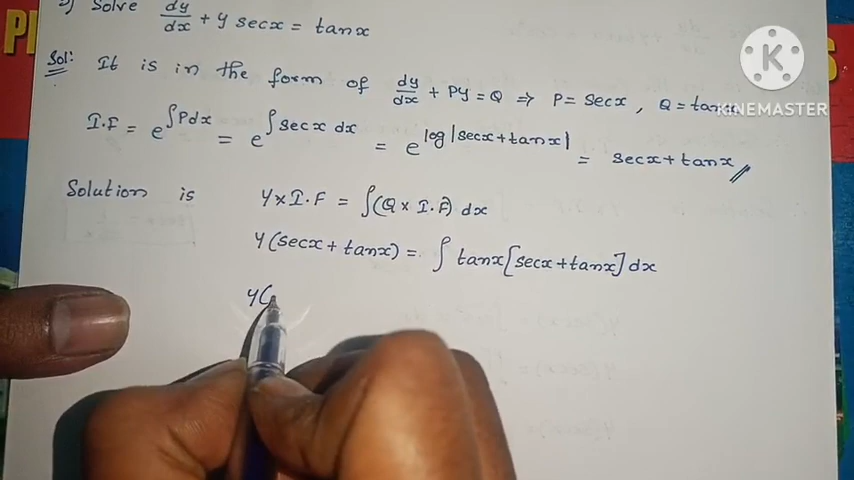 Solve dy/dx + y secx = tanx
Sol: It is in the form of dy/dx + Py = Q ⇒ P = secx, Q = tanx
I.F = e^∫Pdx = e^∫secx dx = e^log|secx+tanx| = secx+tanx//
Solution is y×I.F = ∫(Q × I.F) dx
y(secx+tanx) = ∫ tanx[secx+tanx] dx
y(
K
KINEMASTER